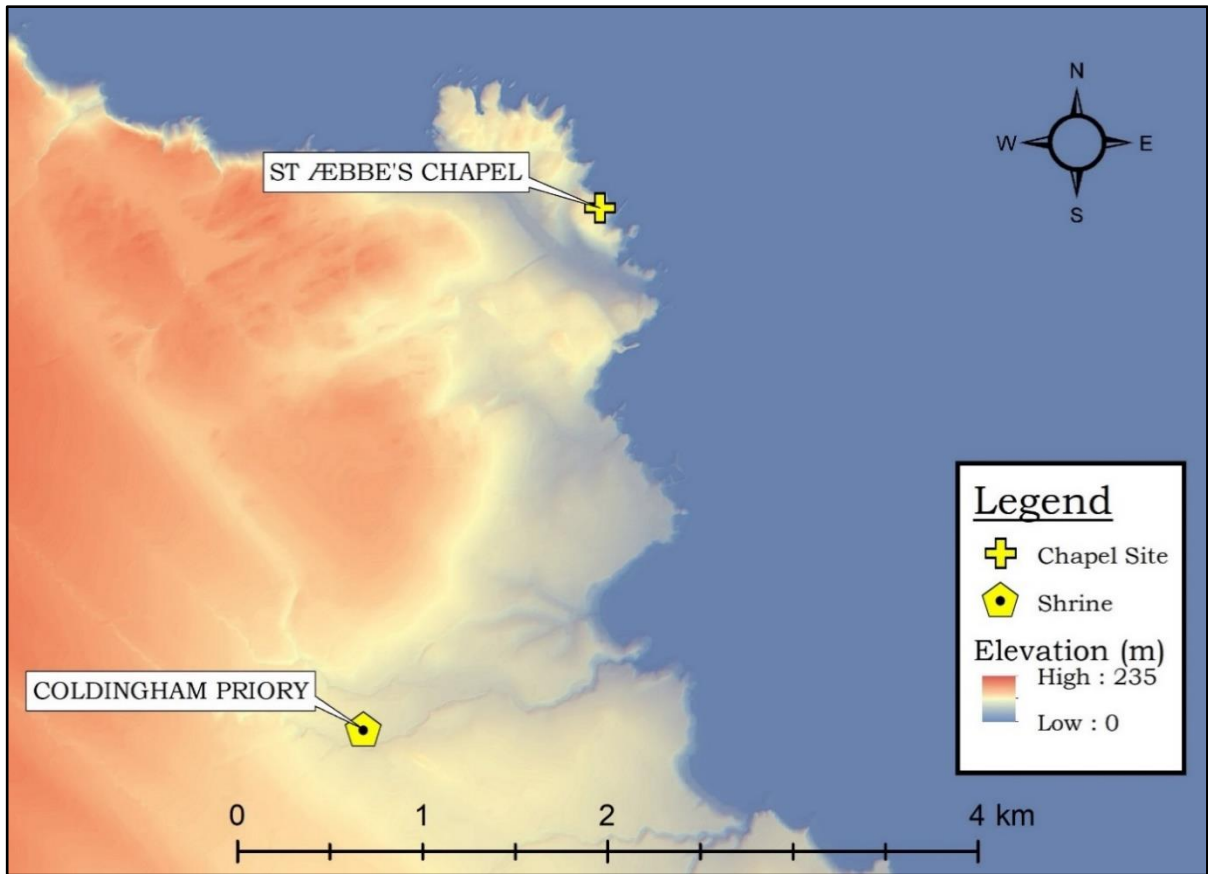 N
W E
S
ST ÆBBE'S CHAPEL
COLDINGHAM PRIORY
Legend
Chapel Site
Shrine
Elevation (m)
High : 235
Low : 0
0 1 2 4 km